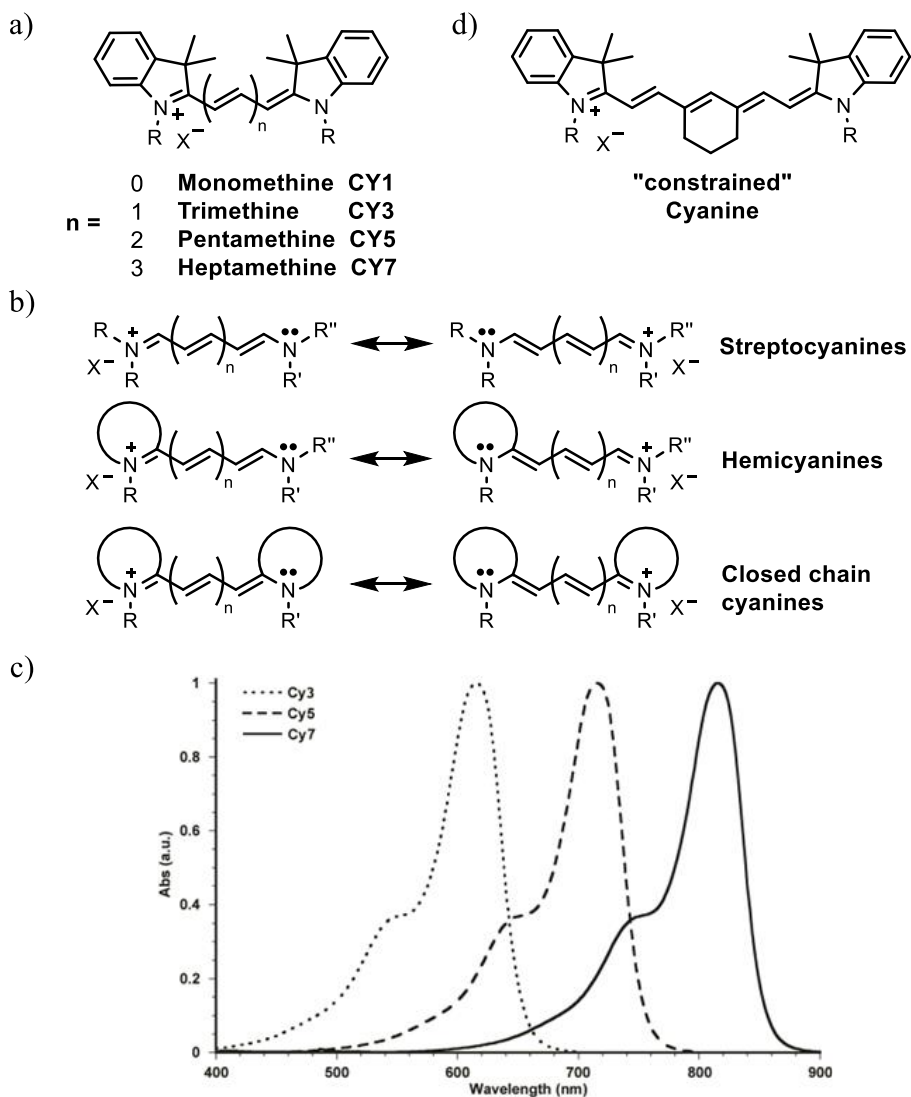 a)
N
+
R
X−
n
N
R
n =
0 Monomethine CY1
1 Trimethine CY3
2 Pentamethine CY5
3 Heptamethine CY7
d)
N
+
R
X−
N
R
"constrained"
Cyanine
b)
R
+
N
X−
R
n
N
R''
R'
R
N
R
n
+
N
R''
R'
X−
Streptocyanines
+
N
X−
R
n
N
R''
R'
N
R
n
+
N
R''
R'
X−
Hemicyanines
+
N
X−
R
n
N
R'
N
R
n
+
N
R'
X−
Closed chain
cyanines
c)
Cy3
Cy5
Cy7
Abs (a.u.)
1
0.8
0.6
0.4
0.2
0
400 500 600 700 800 900
Wavelength (nm)